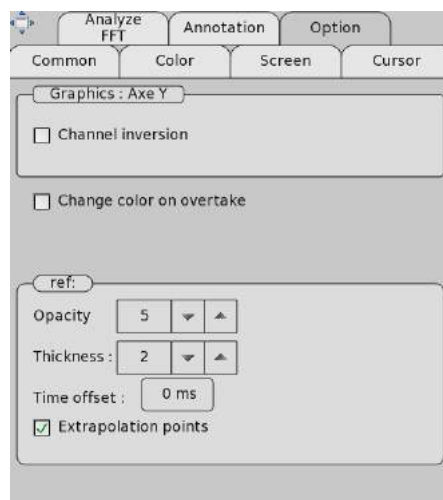 Analyze
FFT
Annotation
Option
Common
Color
Screen
Cursor
Graphics : Axe Y
Channel inversion
Change color on overtake
ref:
Opacity
5
Thickness :
2
Time offset :
0 ms
Extrapolation points